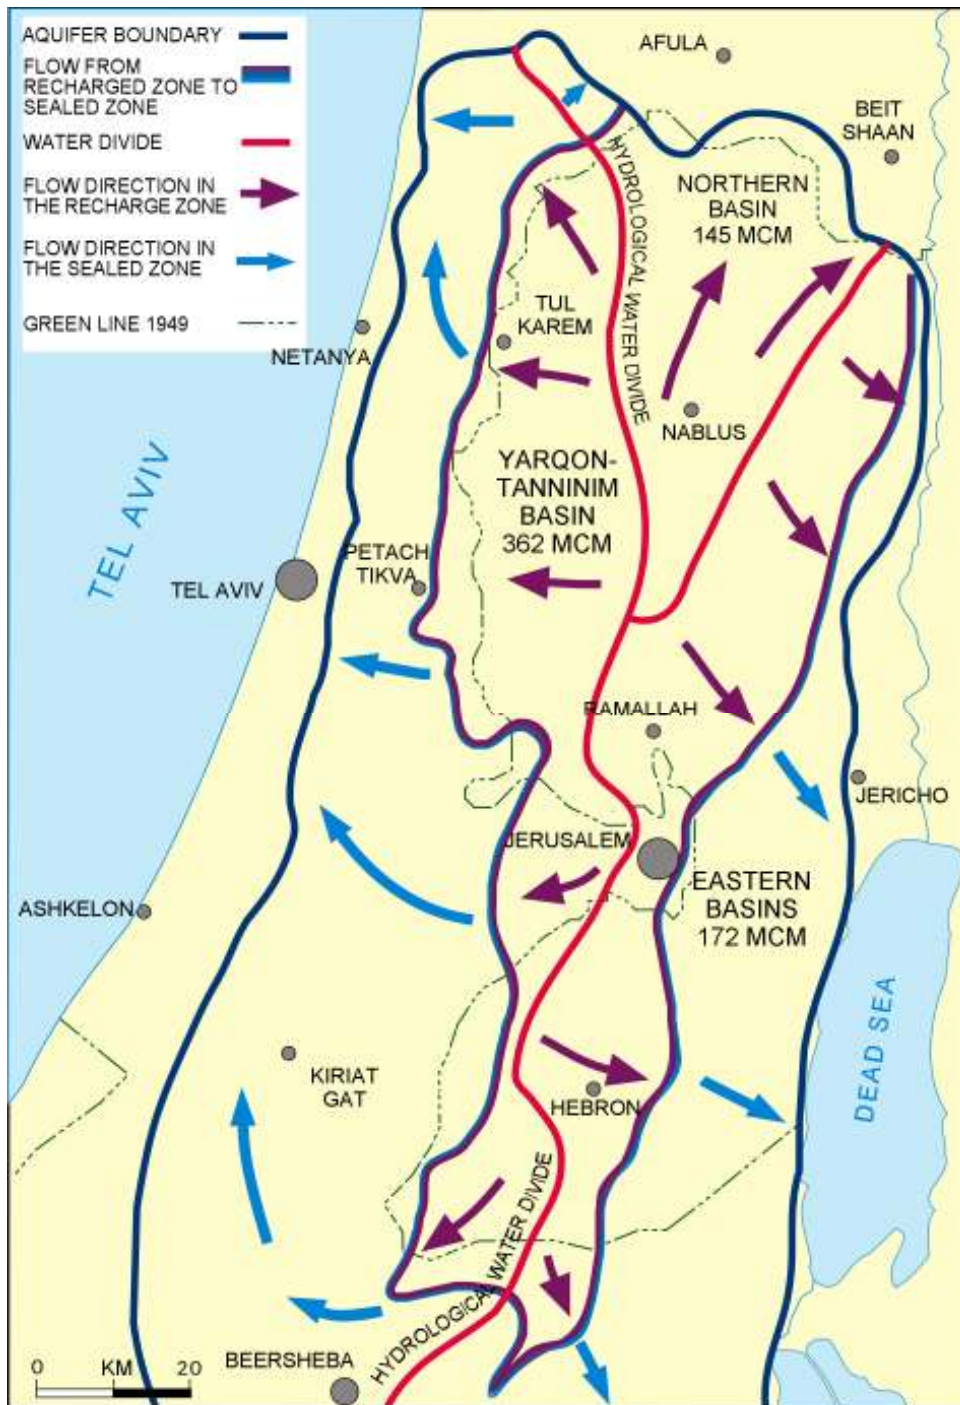 AQUIFER BOUNDARY
FLOW FROM
RECHARGED ZONE TO
SEALED ZONE
WATER DIVIDE
FLOW DIRECTION IN
THE RECHARGE ZONE
FLOW DIRECTION IN
THE SEALED ZONE
GREEN LINE 1949
AFULA
BEIT
SHAAN
HYDROLOGICAL WATER DIVIDE
NORTHERN
BASIN
145 MCM
TUL
KAREM
NETANYA
NABLUS
YARQON-
TANNINIM
BASIN
362 MCM
TEL AVIV
PETACH
TIKVA
TEL AVIV
RAMALLAH
JERICHO
JERUSALEM
EASTERN
BASINS
172 MCM
ASHKELON
DEAD SEA
KIRIAT
GAT
HEBRON
HYDROLOGICAL WATER DIVIDE
BEERSHEBA
0 KM 20